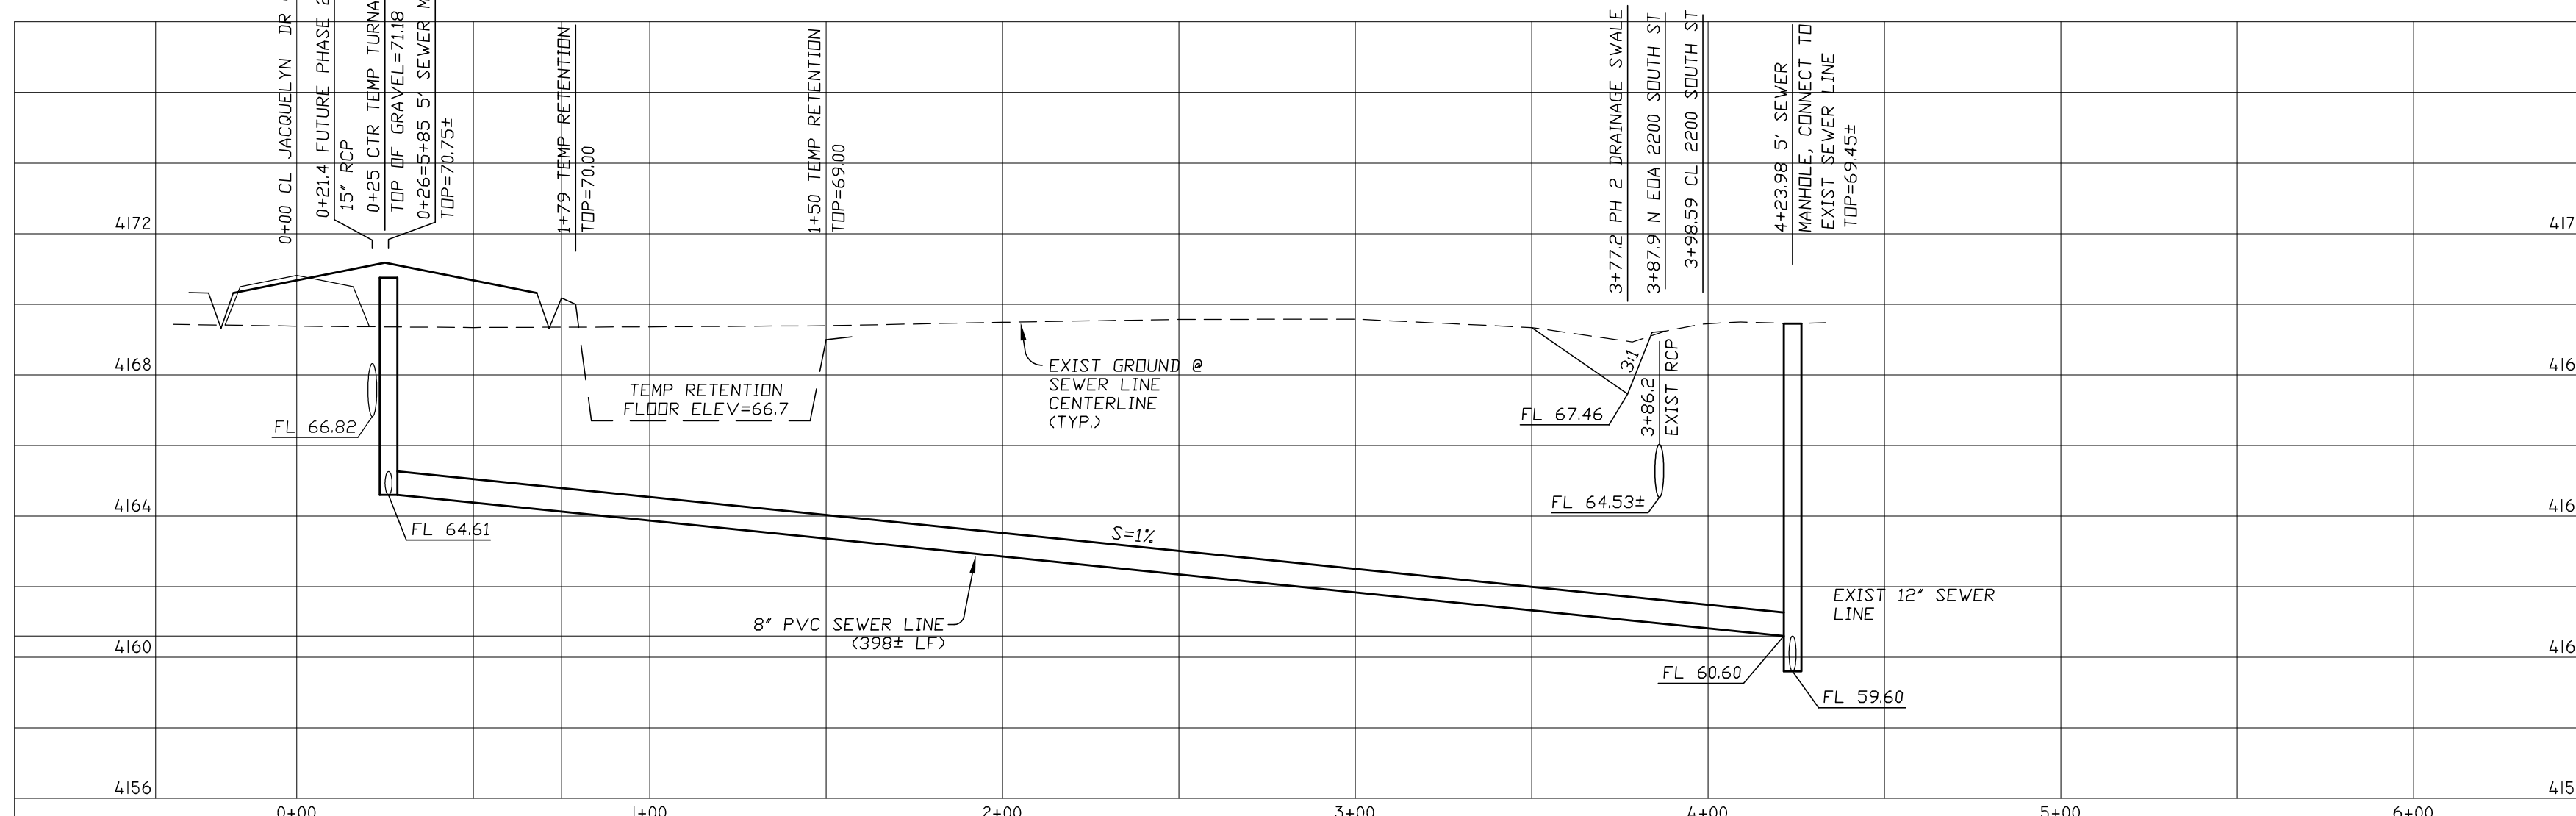 0+00 CL JACQUELYN DR
0+21.4 FUTURE PHASE 2
15" RCP
0+25 CTR TEMP
TOP OF GRAVEL=71.18
0+26=5+85 5' SEWER
TOP=70.75±
1+79 TEMP RETENTION
TOP=70.00
1+50 TEMP RETENTION
TOP=69.00
3+77.2 PH 2 DRAINAGE SWALE
3+87.9 N EOA 2200 SOUTH ST
3+98.59 CL 2200 SOUTH ST
4+23.98 5' SEWER
MANHOLE, CONNECT TO
EXIST SEWER LINE
TOP=69.45±
4172
4168
4164
4160
4156
FL 66.82
FL 64.61
TEMP RETENTION
FLOOR ELEV=66.7
EXIST GROUND @
SEWER LINE
CENTERLINE
(TYP.)
S=1%
8" PVC SEWER LINE
(398± LF)
3:1
FL 67.46
3+86.2
EXIST RCP
FL 64.53±
EXIST 12" SEWER
LINE
FL 60.60
FL 59.60
0+00 1+00 2+00 3+00 4+00 5+00 6+00